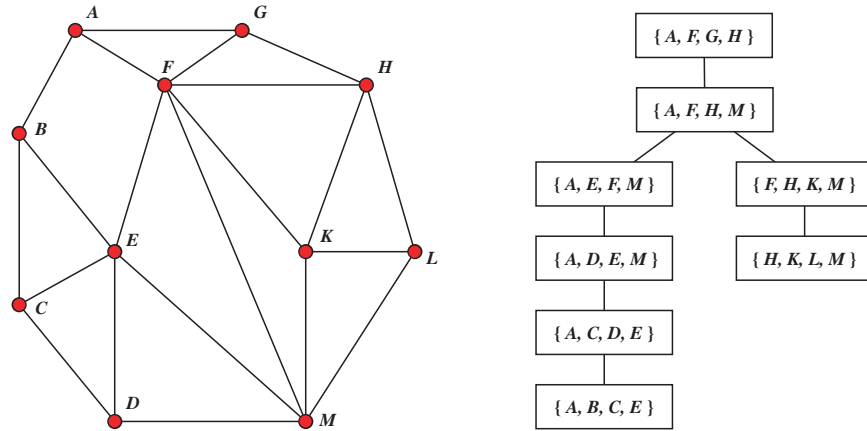 A
G
F
H
B
E
K
L
C
D
M
{ A, F, G, H }
{ A, F, H, M }
{ A, E, F, M }
{ F, H, K, M }
{ A, D, E, M }
{ H, K, L, M }
{ A, C, D, E }
{ A, B, C, E }